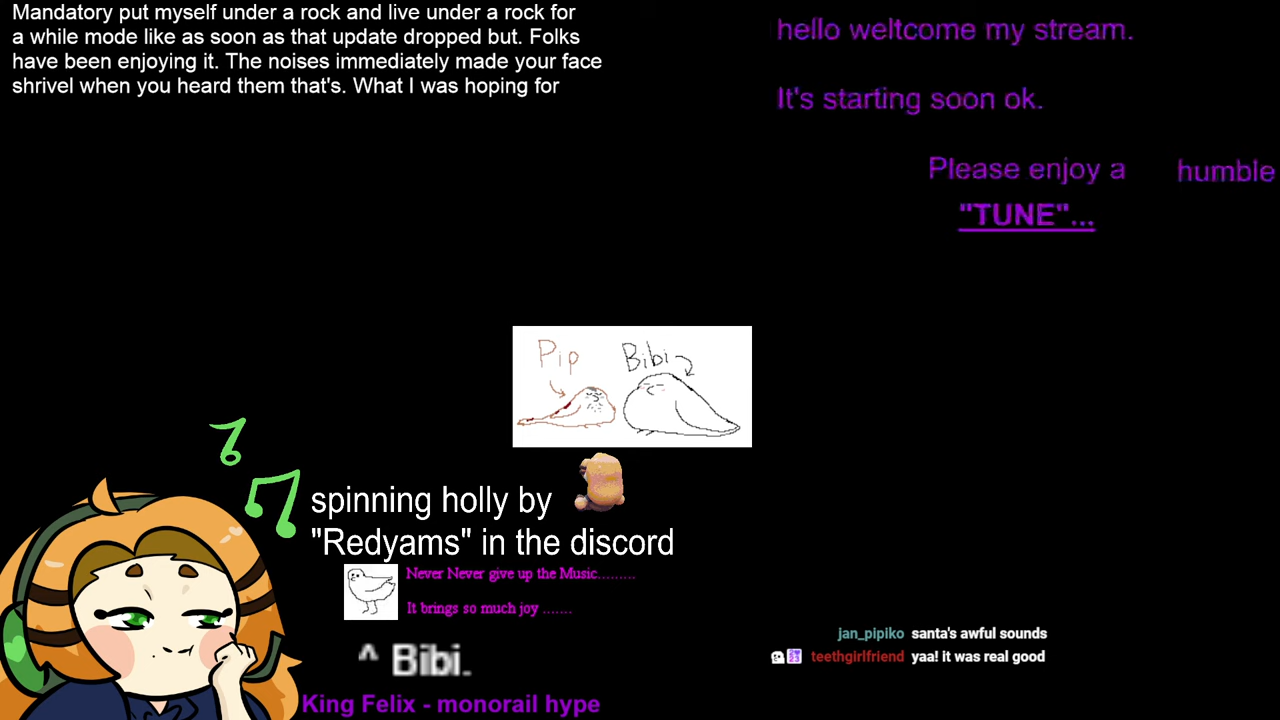 Mandatory put myself under a rock and live under a rock for
a while mode like as soon as that update dropped but. Folks
have been enjoying it. The noises immediately made your face
shrivel when you heard them that's. What I was hoping for
hello weltcome my stream.
It's starting soon ok.
Please enjoy a humble
"TUNE"...
Pip Bibi
spinning holly by
"Redyams" in the discord
Never Never give up the Music.........
It brings so much joy .......
^ Bibi.
King Felix - monorail hype
jan_pipiko santa's awful sounds
teethgirlfriend yaa! it was real good